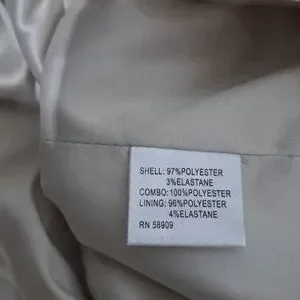 SHELL: 97%POLYESTER
3%ELASTANE
COMBO: 100%POLYESTER
LINING: 96%POLYESTER
4%ELASTANE
RN 58909